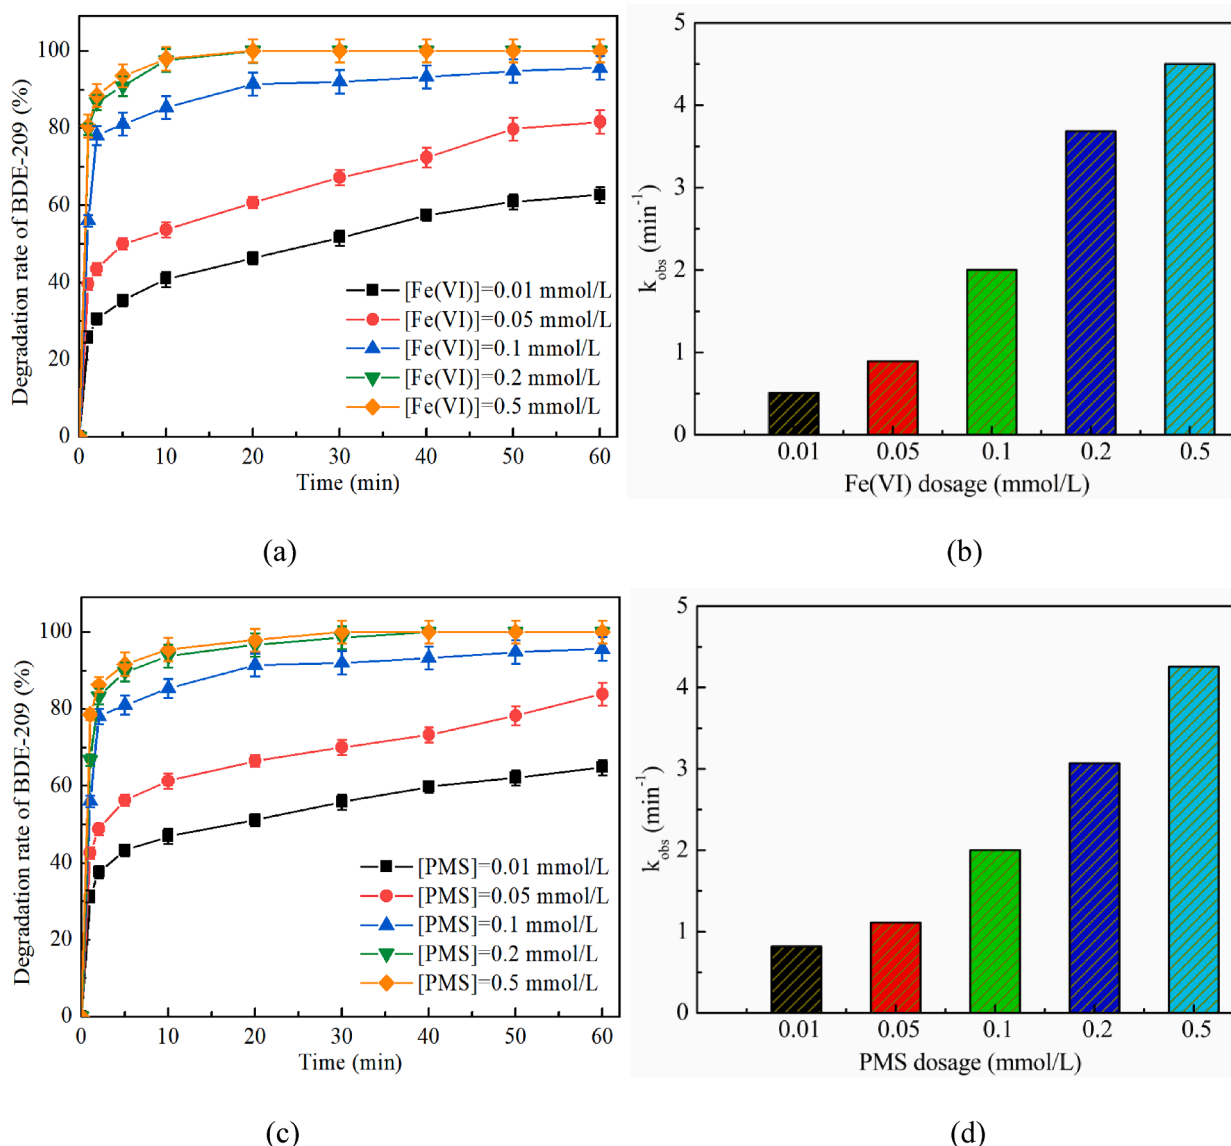 100
80
60
40
20
0
Degradation rate of BDE-209 (%)
[Fe(VI)]=0.01 mmol/L
[Fe(VI)]=0.05 mmol/L
[Fe(VI)]=0.1 mmol/L
[Fe(VI)]=0.2 mmol/L
[Fe(VI)]=0.5 mmol/L
0 10 20 30 40 50 60
Time (min)
(a)
5
4
3
2
1
0
k_obs (min⁻¹)
0.01 0.05 0.1 0.2 0.5
Fe(VI) dosage (mmol/L)
(b)
100
80
60
40
20
0
Degradation rate of BDE-209 (%)
[PMS]=0.01 mmol/L
[PMS]=0.05 mmol/L
[PMS]=0.1 mmol/L
[PMS]=0.2 mmol/L
[PMS]=0.5 mmol/L
0 10 20 30 40 50 60
Time (min)
(c)
5
4
3
2
1
0
k_obs (min⁻¹)
0.01 0.05 0.1 0.2 0.5
PMS dosage (mmol/L)
(d)